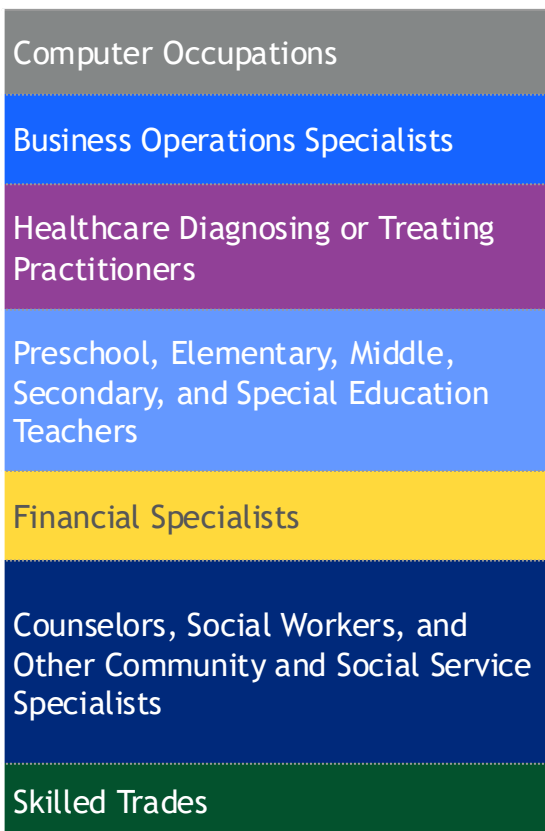 Computer Occupations
Business Operations Specialists
Healthcare Diagnosing or Treating
Practitioners
Preschool, Elementary, Middle,
Secondary, and Special Education
Teachers
Financial Specialists
Counselors, Social Workers, and
Other Community and Social Service
Specialists
Skilled Trades